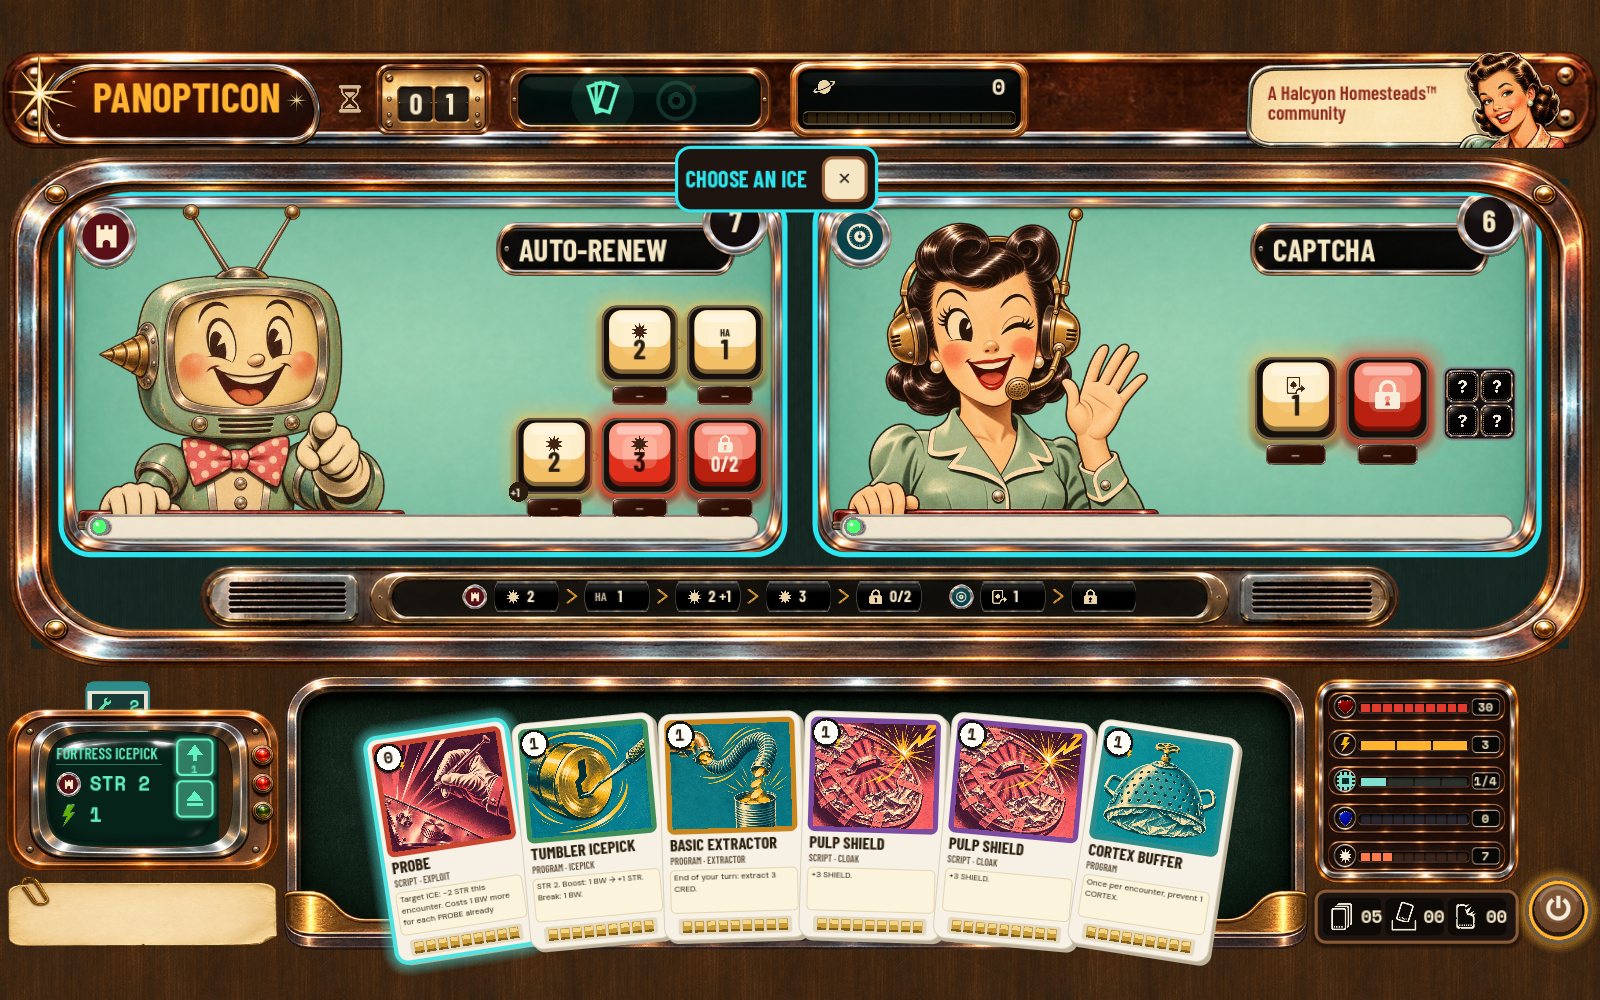 PANOPTICON
0 1
0
A Halcyon Homesteads™
community
CHOOSE AN ICE ×
AUTO-RENEW
7
2
HA
1
2
+1
3
0/2
CAPTCHA
6
1
? ?
? ?
2 > HA 1 > 2 +1 > 3 > 0/2
1 >
2
FORTRESS ICEPICK
STR 2
1
1
0
PROBE
SCRIPT · EXPLOIT
Target ICE: −2 STR this
encounter. Costs 1 BW more
for each PROBE already
1
TUMBLER ICEPICK
PROGRAM · ICEPICK
STR 2. Boost: 1 BW → +1 STR.
Break: 1 BW.
1
BASIC EXTRACTOR
PROGRAM · EXTRACTOR
End of your turn: extract 3
CRED.
1
PULP SHIELD
SCRIPT · CLOAK
+3 SHIELD.
1
PULP SHIELD
SCRIPT · CLOAK
+3 SHIELD.
1
CORTEX BUFFER
PROGRAM
Once per encounter, prevent 1
CORTEX.
30
3
1/4
0
7
05 00 00